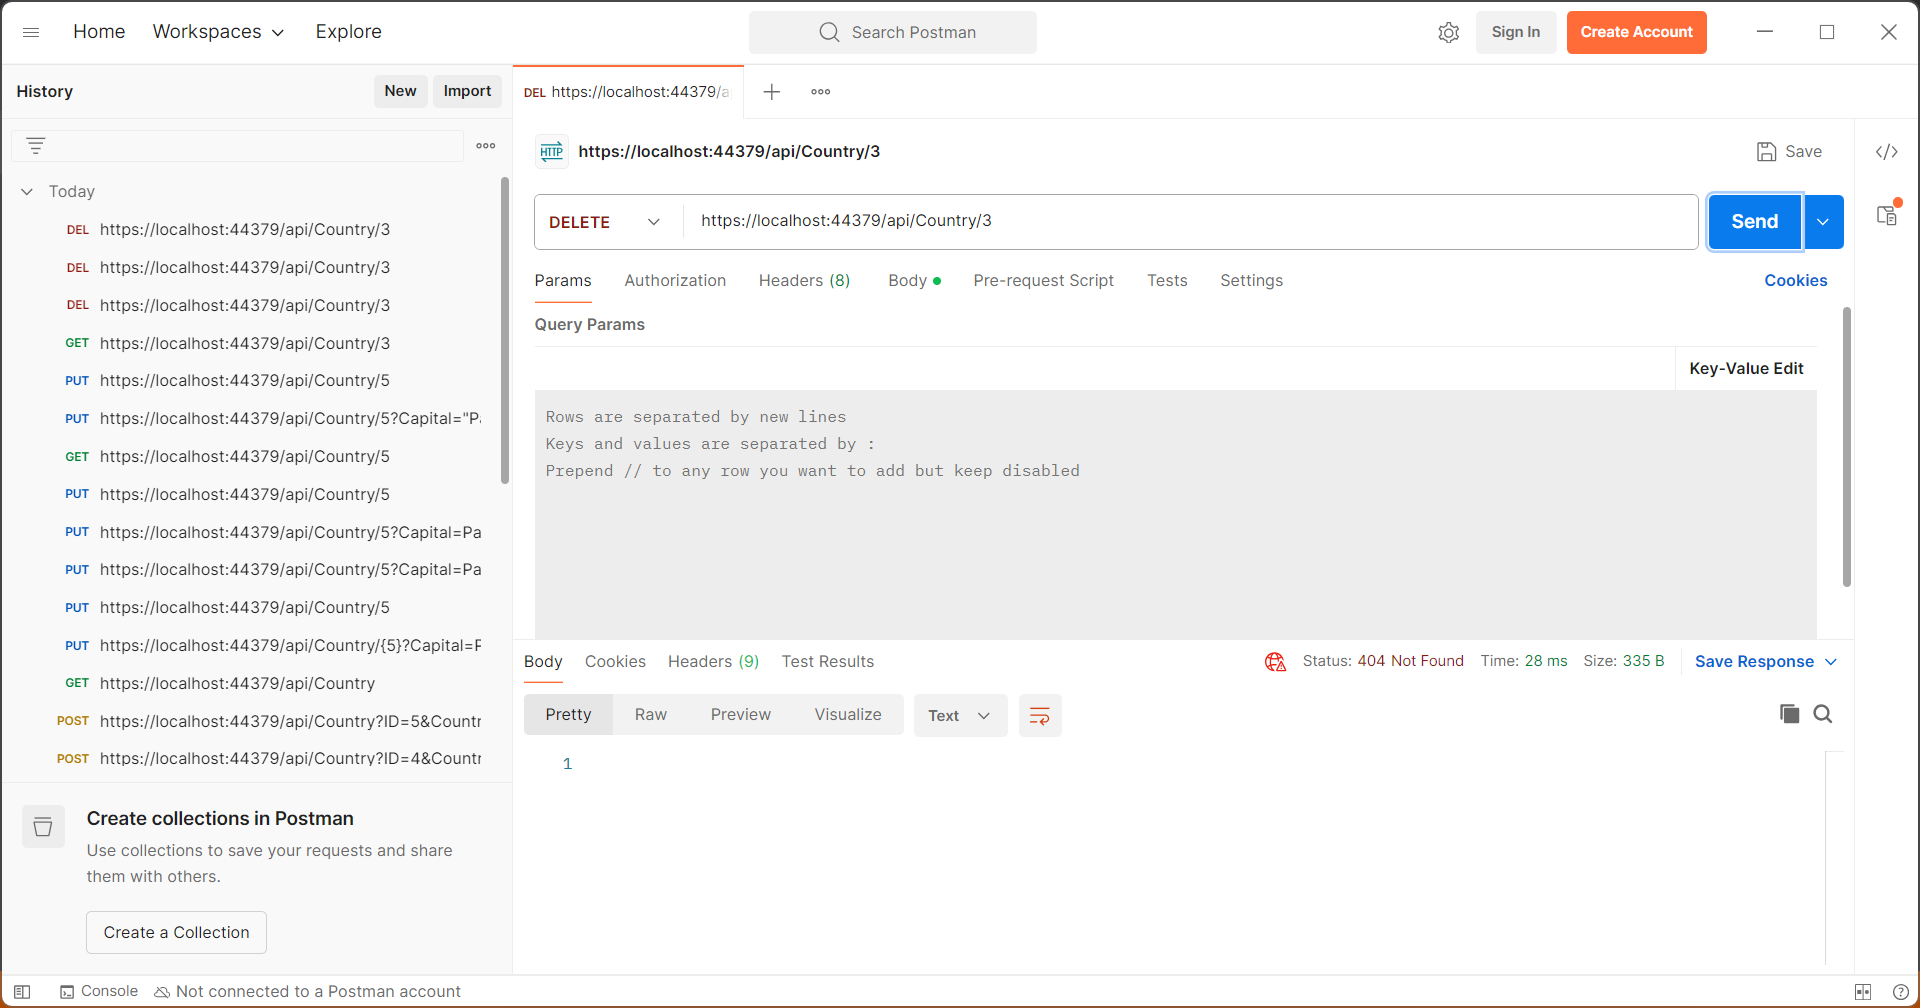 Home Workspaces Explore Search Postman Sign In Create Account
History New Import
DEL https://localhost:44379/a
HTTP https://localhost:44379/api/Country/3 Save
Today
DEL https://localhost:44379/api/Country/3
DEL https://localhost:44379/api/Country/3
DEL https://localhost:44379/api/Country/3
GET https://localhost:44379/api/Country/3
PUT https://localhost:44379/api/Country/5
PUT https://localhost:44379/api/Country/5?Capital="Pa
GET https://localhost:44379/api/Country/5
PUT https://localhost:44379/api/Country/5
PUT https://localhost:44379/api/Country/5?Capital=Pa
PUT https://localhost:44379/api/Country/5?Capital=Pa
PUT https://localhost:44379/api/Country/5
PUT https://localhost:44379/api/Country/{5}?Capital=P
GET https://localhost:44379/api/Country
POST https://localhost:44379/api/Country?ID=5&Countr
POST https://localhost:44379/api/Country?ID=4&Countr
Create collections in Postman
Use collections to save your requests and share
them with others.
Create a Collection
DELETE https://localhost:44379/api/Country/3 Send
Params Authorization Headers (8) Body Pre-request Script Tests Settings Cookies
Query Params
Key-Value Edit
Rows are separated by new lines
Keys and values are separated by :
Prepend // to any row you want to add but keep disabled
Body Cookies Headers (9) Test Results Status: 404 Not Found Time: 28 ms Size: 335 B Save Response
Pretty Raw Preview Visualize Text
1
Console Not connected to a Postman account